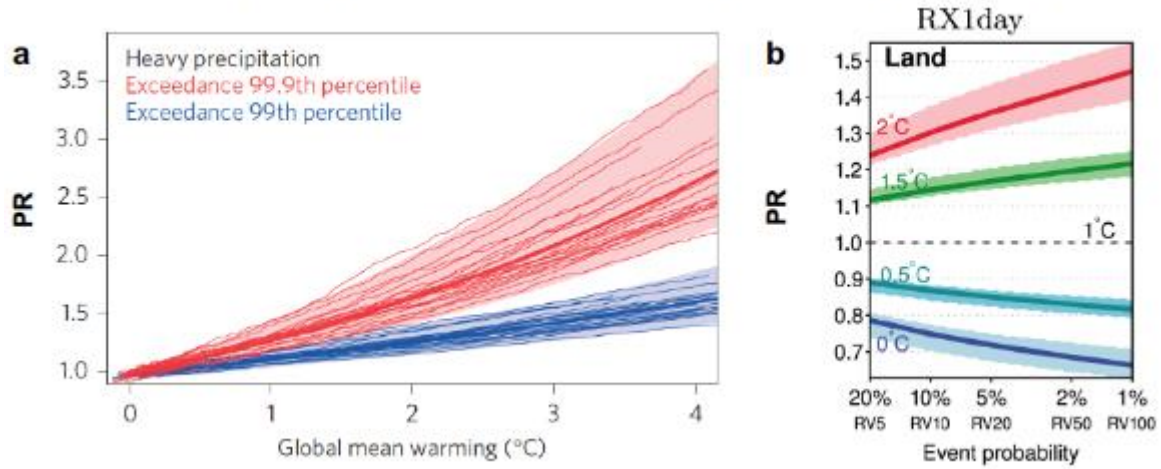 a
Heavy precipitation
Exceedance 99.9th percentile
Exceedance 99th percentile
PR
3.5
3.0
2.5
2.0
1.5
1.0
0 1 2 3 4
Global mean warming (°C)
RX1day
b
Land
PR
1.5
1.4
1.3
1.2
1.1
1.0
0.9
0.8
0.7
2°C
1.5°C
1°C
0.5°C
0°C
20% 10% 5% 2% 1%
RV5 RV10 RV20 RV50 RV100
Event probability